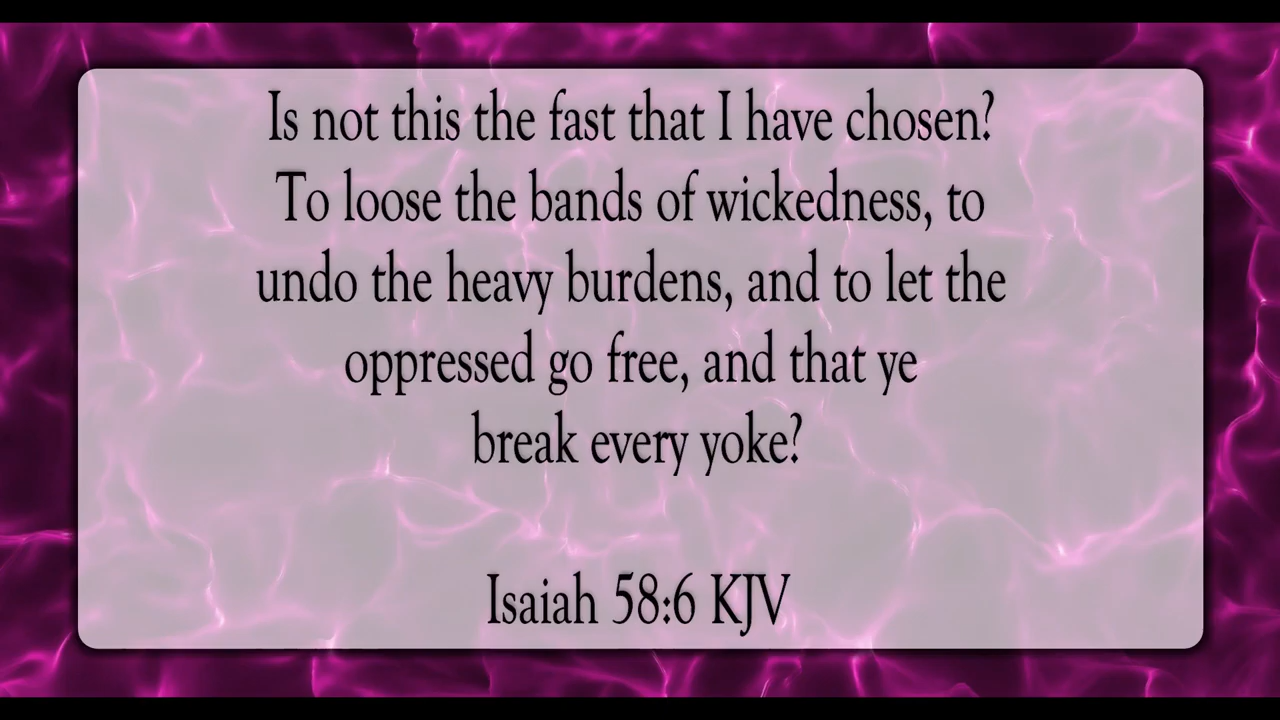 Is not this the fast that I have chosen?
To loose the bands of wickedness, to
undo the heavy burdens, and to let the
oppressed go free, and that ye
break every yoke?
Isaiah 58:6 KJV